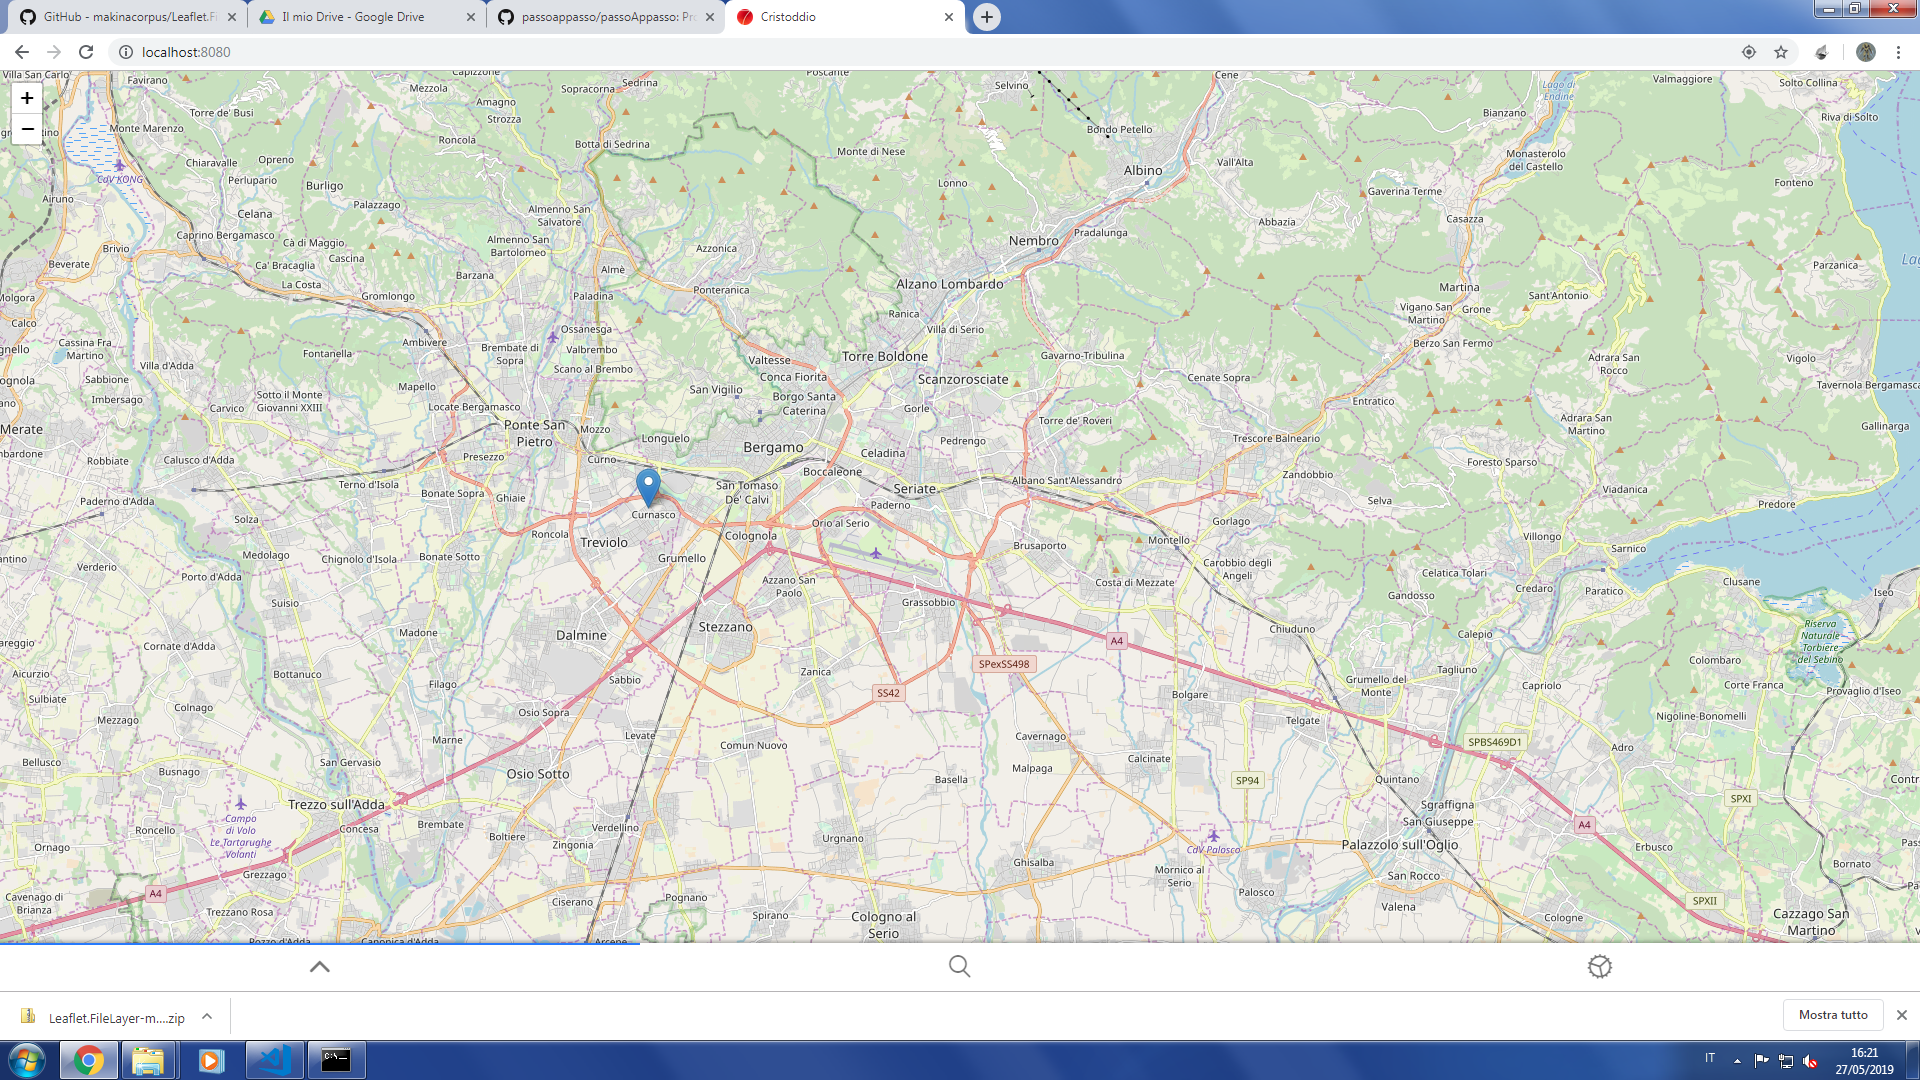 GitHub - makinacorpus/Leaflet.Fi
Il mio Drive - Google Drive
passoappasso/passoAppasso: Pro
Cristoddio
localhost:8080
Villa San Carlo
Favirano
Capizzone
Sedrina
Postante
Cene
Lago di
Endine
Valmaggiore
Solto Collina
Mezzola
Sopracorna
Selvino
Riva di Solto
Torre de' Busi
Amagno
Strozza
Bianzano
Monte Marenzo
Roncola
Botta di Sedrina
Bondo Petello
Chiaravalle
Opreno
Monte di Nese
Vall'Alta
Monasterolo
del Castello
CdV KONG
Perlupario
Burligo
Albino
Lonno
Gaverina Terme
Fonteno
Airuno
Celana
Palazzago
Almenno San
Salvatore
Abbazia
Casazza
Caprino Bergamasco
Cà di Maggio
Cascina
Almenno San
Bartolomeo
Azzonica
Nembro
Pradalunga
Brivio
Beverate
Ca' Bracaglia
Barzana
Almè
Parzanica
La Costa
Gromlongo
Paladina
Ponteranica
Alzano Lombardo
Martina
Sant'Antonio
Molgora
Calco
Ranica
Vigano San
Martino
Grone
Cassina Fra
Martino
Ambivere
Ossanesga
Villa di Serio
Fontanella
Brembate di
Sopra
Valbrembo
Valtesse
Torre Boldone
Gavarno-Tribulina
Berzo San Fermo
Adrara San
Rocco
Vigolo
Villa d'Adda
Scano al Brembo
Conca Fiorita
Scanzorosciate
Cenate Sopra
Tavernola Bergamasca
Sabbione
Imbersago
Sotto il Monte
Giovanni XXIII
Mapello
San Vigilio
Borgo Santa
Caterina
Gorle
Entratico
Carvico
Locate Bergamasco
Torre de' Roveri
Adrara San
Martino
Merate
Ponte San
Pietro
Mozzo
Longuelo
Bergamo
Pedrengo
Trescore Balneario
Gallinarga
Robbiate
Calusco d'Adda
Presezzo
Curno
Celadina
Foresto Sparso
Terno d'Isola
Boccaleone
Albano Sant'Alessandro
Zandobbio
Viadanica
Paderno d'Adda
Bonate Sopra
Ghiaie
San Tomaso
De' Calvi
Seriate
Selva
Predore
Solza
Curnasco
Paderno
Gorlago
Roncola
Treviolo
Colognola
Orio al Serio
Montello
Villongo
Sarnico
Medolago
Chignolo d'Isola
Bonate Sotto
Grumello
Brusaporto
Carobbio degli
Angeli
Verderio
Porto d'Adda
Azzano San
Paolo
Costa di Mezzate
Celatica Tolari
Clusane
Suisio
Grassobbio
Gandosso
Credaro
Paratico
Iseo
Madone
Dalmine
Stezzano
Chiuduno
Calepio
Riserva
Naturale
Torbiere
del Sebino
Cornate d'Adda
A4
Aicurzio
Bottanuco
Filago
Sabbio
Zanica
SPexSS498
Tagliuno
Colombaro
Sulbiate
SS42
Bolgare
Grumello del
Monte
Capriolo
Corte Franca
Provaglio d'Iseo
Colnago
Osio Sopra
Mezzago
Marne
Levate
Comun Nuovo
Cavernago
Telgate
Nigoline-Bonomelli
SPBS469D1
Adro
Bellusco
Busnago
San Gervasio
Osio Sotto
Basella
Malpaga
Calcinate
SP94
Quintano
Trezzo sull'Adda
Sgraffigna
SPXI
Campo
di Volo
Le Tartarughe
Volanti
Concesa
Brembate
Verdellino
San Giuseppe
A4
Roncello
Boltiere
Zingonia
Urgnano
CdV Palosco
Palazzolo sull'Oglio
Erbusco
Ornago
Grezzago
Ghisalba
Mornico al
Serio
San Rocco
Bornato
Cavenago di
Brianza
A4
Ciserano
Pognano
Palosco
Valena
SPXII
Trezzano Rosa
Spirano
Cologno al
Serio
Cologne
Cazzago San
Martino
Pozzo d'Adda
Canonica d'Adda
Arcene
Leaflet.FileLayer-m....zip
Mostra tutto
IT
16:21
27/05/2019